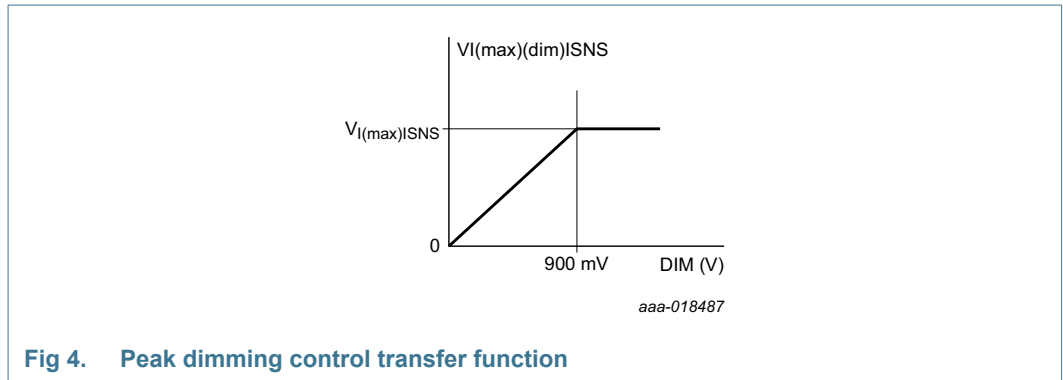 VI(max)(dim)ISNS
VI(max)ISNS
0
900 mV
DIM (V)
aaa-018487
Fig 4. Peak dimming control transfer function